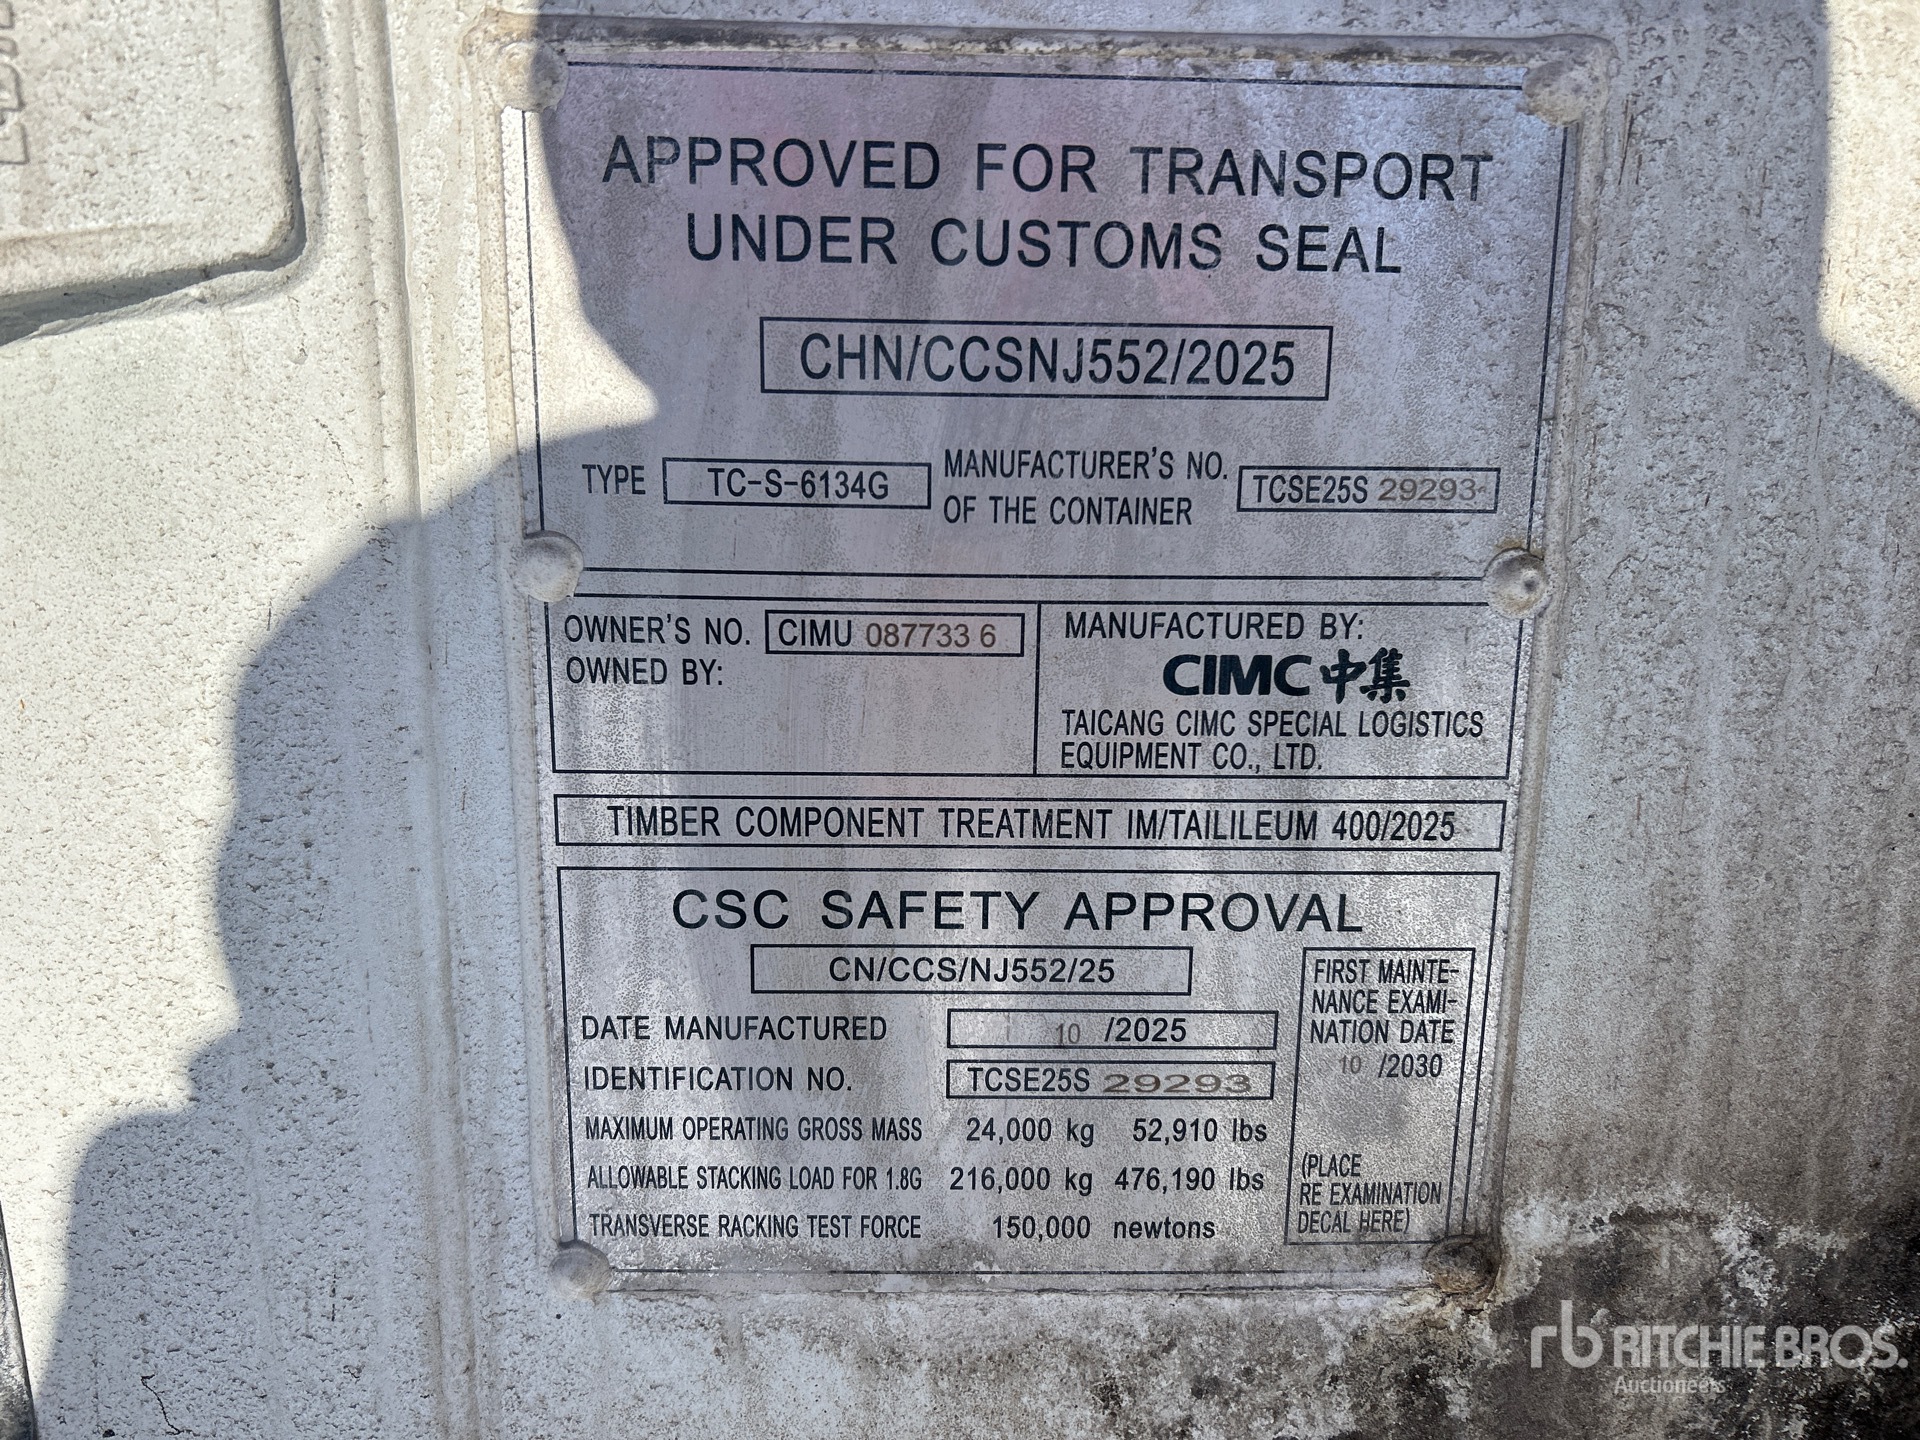 APPROVED FOR TRANSPORT
UNDER CUSTOMS SEAL
CHN/CCSNJ552/2025
TYPE TC-S-6134G MANUFACTURER'S NO.
OF THE CONTAINER TCSE25S 29293
OWNER'S NO. CIMU 087733 6
OWNED BY:
MANUFACTURED BY:
CIMC中集
TAICANG CIMC SPECIAL LOGISTICS
EQUIPMENT CO., LTD.
TIMBER COMPONENT TREATMENT IM/TAILILEUM 400/2025
CSC SAFETY APPROVAL
CN/CCS/NJ552/25
DATE MANUFACTURED 10 /2025
IDENTIFICATION NO. TCSE25S 29293
MAXIMUM OPERATING GROSS MASS 24,000 kg 52,910 lbs
ALLOWABLE STACKING LOAD FOR 1.8G 216,000 kg 476,190 lbs
TRANSVERSE RACKING TEST FORCE 150,000 newtons
FIRST MAINTE-
NANCE EXAMI-
NATION DATE
10 /2030
(PLACE
RE EXAMINATION
DECAL HERE)
rb RITCHIE BROS.
Auctioneers